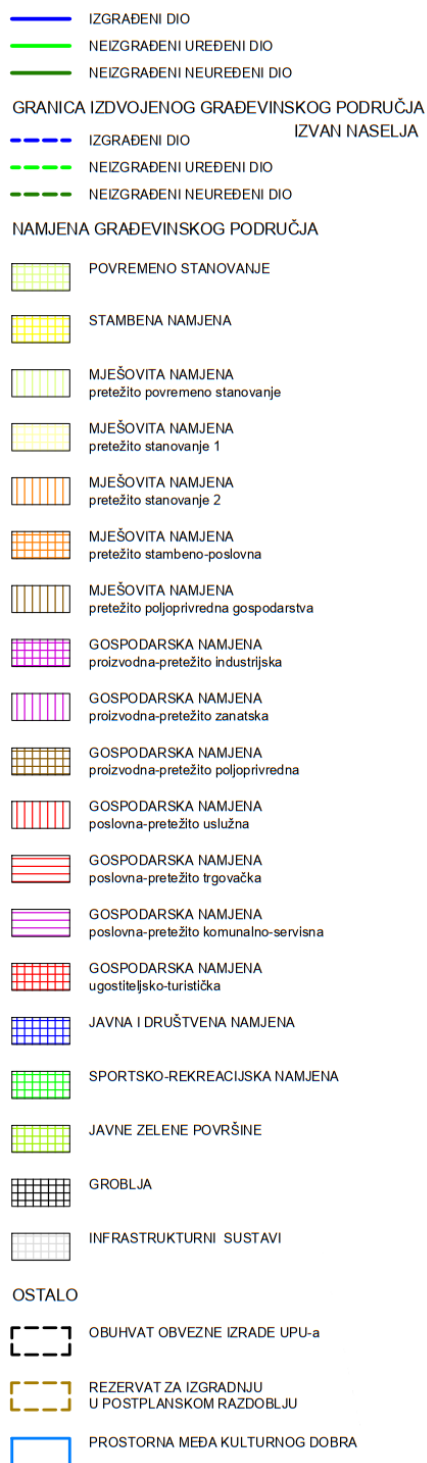 IZGRAĐENI DIO
NEIZGRAĐENI UREĐENI DIO
NEIZGRAĐENI NEUREĐENI DIO
GRANICA IZDVOJENOG GRAĐEVINSKOG PODRUČJA
IZVAN NASELJA
IZGRAĐENI DIO
NEIZGRAĐENI UREĐENI DIO
NEIZGRAĐENI NEUREĐENI DIO
NAMJENA GRAĐEVINSKOG PODRUČJA
POVREMENO STANOVANJE
STAMBENA NAMJENA
MJEŠOVITA NAMJENA
pretežito povremeno stanovanje
MJEŠOVITA NAMJENA
pretežito stanovanje 1
MJEŠOVITA NAMJENA
pretežito stanovanje 2
MJEŠOVITA NAMJENA
pretežito stambeno-poslovna
MJEŠOVITA NAMJENA
pretežito poljoprivredna gospodarstva
GOSPODARSKA NAMJENA
proizvodna-pretežito industrijska
GOSPODARSKA NAMJENA
proizvodna-pretežito zanatska
GOSPODARSKA NAMJENA
proizvodna-pretežito poljoprivredna
GOSPODARSKA NAMJENA
poslovna-pretežito uslužna
GOSPODARSKA NAMJENA
poslovna-pretežito trgovačka
GOSPODARSKA NAMJENA
poslovna-pretežito komunalno-servisna
GOSPODARSKA NAMJENA
ugostiteljsko-turistička
JAVNA I DRUŠTVENA NAMJENA
SPORTSKO-REKREACIJSKA NAMJENA
JAVNE ZELENE POVRŠINE
GROBLJA
INFRASTRUKTURNI SUSTAVI
OSTALO
OBUHVAT OBVEZNE IZRADE UPU-a
REZERVAT ZA IZGRADNJU
U POSTPLANSKOM RAZDOBLJU
PROSTORNA MEĐA KULTURNOG DOBRA